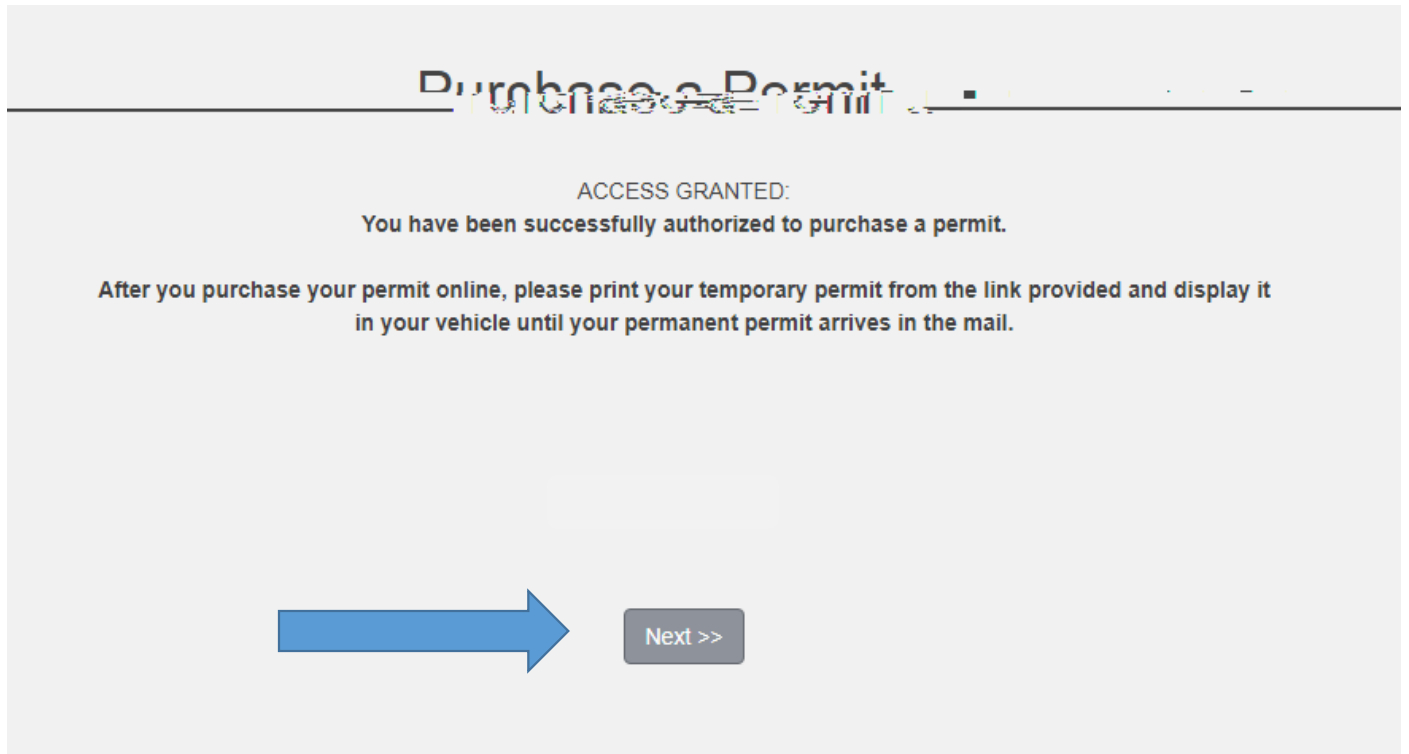 Purchase a Permit
ACCESS GRANTED:
You have been successfully authorized to purchase a permit.
After you purchase your permit online, please print your temporary permit from the link provided and display it
in your vehicle until your permanent permit arrives in the mail.
Next >>